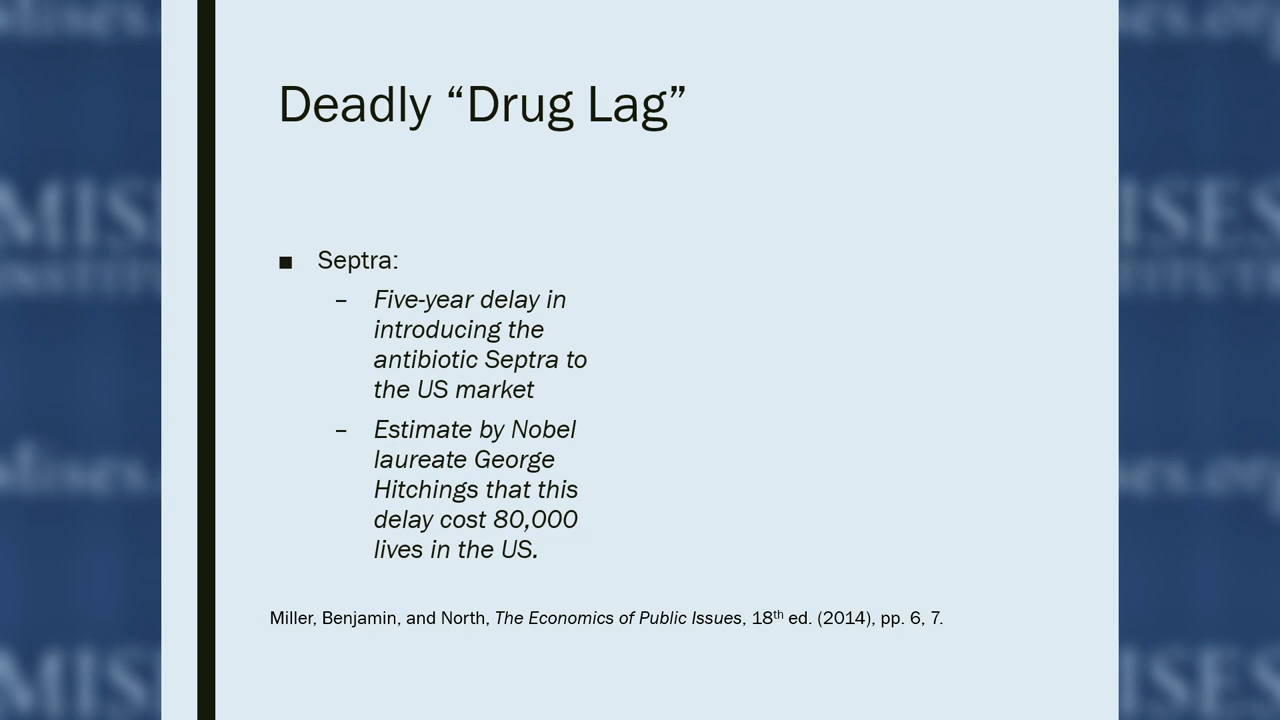 Deadly “Drug Lag”
■ Septra:
– Five-year delay in
introducing the
antibiotic Septra to
the US market
– Estimate by Nobel
laureate George
Hitchings that this
delay cost 80,000
lives in the US.
Miller, Benjamin, and North, The Economics of Public Issues, 18th ed. (2014), pp. 6, 7.